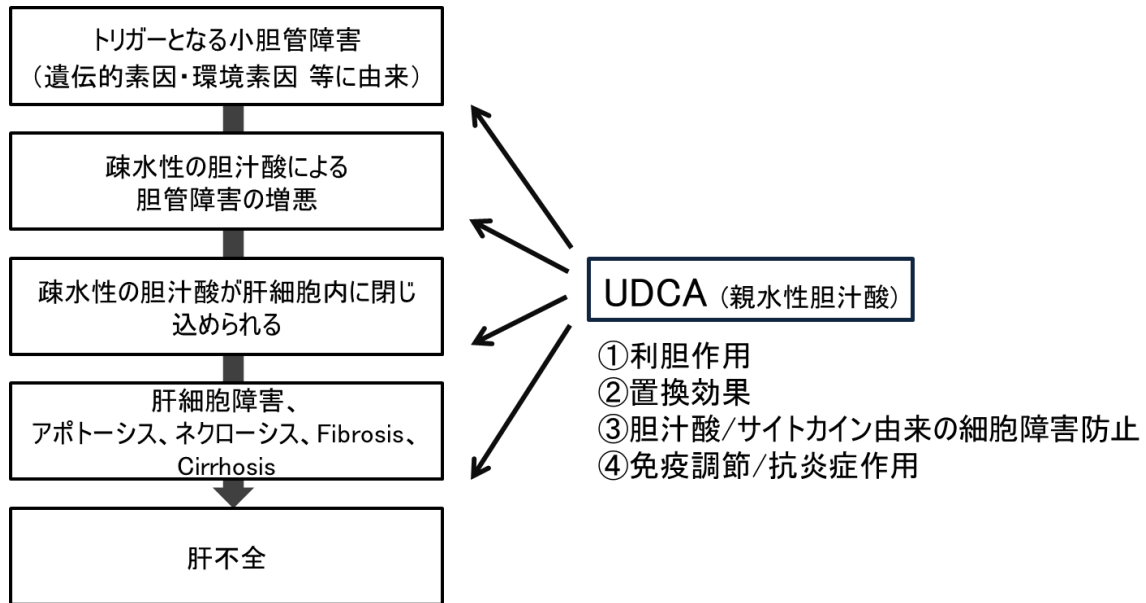 トリガーとなる小胆管障害
（遺伝的素因・環境素因 等に由来）
疎水性の胆汁酸による
胆管障害の増悪
疎水性の胆汁酸が肝細胞内に閉じ
込められる
肝細胞障害、
アポトーシス、ネクローシス、Fibrosis、
Cirrhosis
肝不全
UDCA （親水性胆汁酸）
①利胆作用
②置換効果
③胆汁酸/サイトカイン由来の細胞障害防止
④免疫調節/抗炎症作用